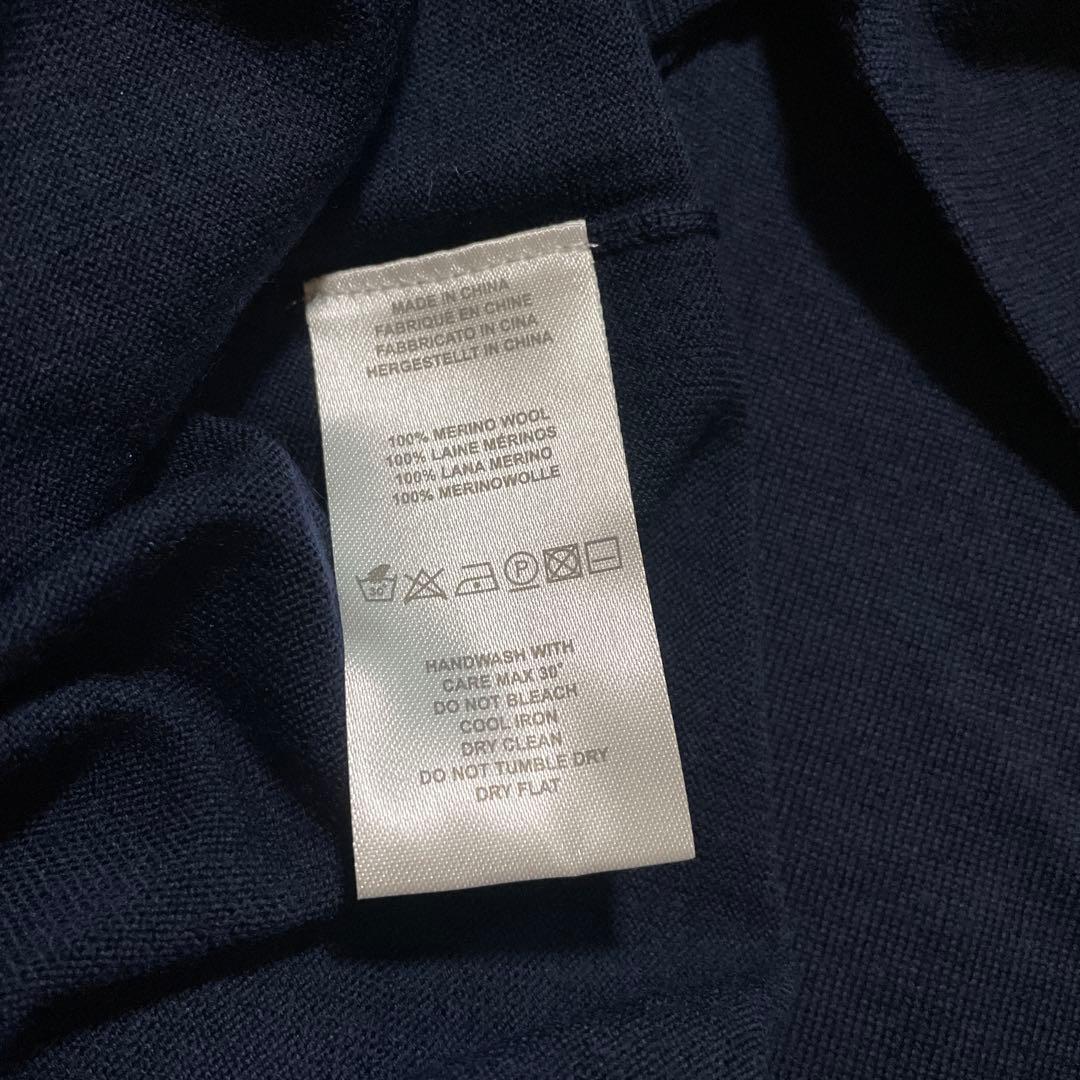 MADE IN CHINA
FABRIQUE EN CHINE
FABBRICATO IN CINA
HERGESTELLT IN CHINA
100% MERINO WOOL
100% LAINE MERINOS
100% LANA MERINO
100% MERINOWOLLE
30° P
HANDWASH WITH
CARE MAX 30°
DO NOT BLEACH
COOL IRON
DRY CLEAN
DO NOT TUMBLE DRY
DRY FLAT